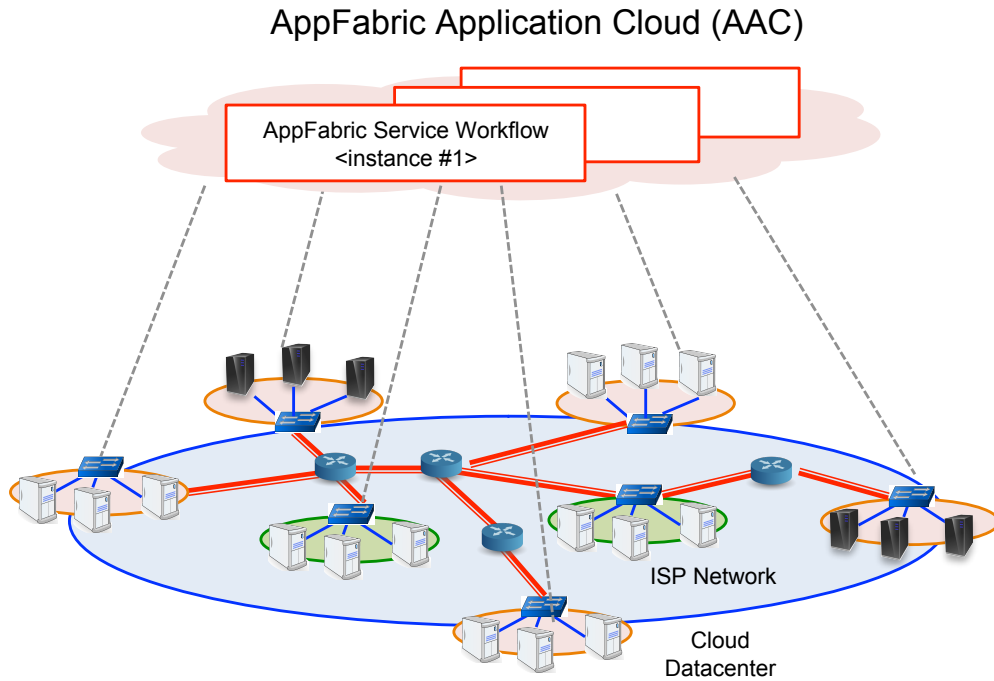 AppFabric Application Cloud (AAC)
AppFabric Service Workflow
<instance #1>
ISP Network
Cloud
Datacenter